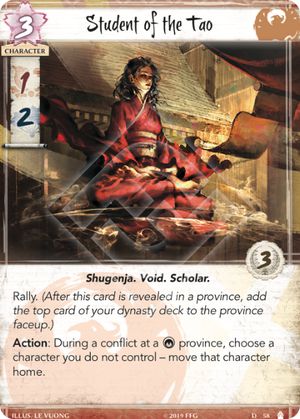 3
Student of the Tao
CHARACTER
1
2
3
Shugenja. Void. Scholar.
Rally. (After this card is revealed in a province, add
the top card of your dynasty deck to the province
faceup.)
Action: During a conflict at a province, choose a
character you do not control – move that character
home.
ILLUS: LE VUONG
©2019 FFG
D 58